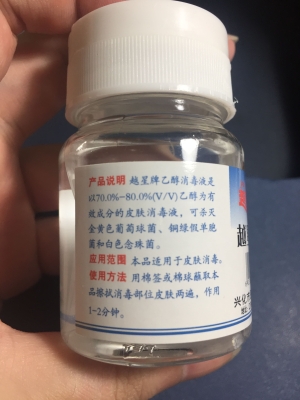 产品说明 越星牌乙醇消毒液是
以70.0%~80.0%(V/V)乙醇为有
效成分的皮肤消毒液，可杀灭
金黄色葡萄球菌、铜绿假单胞
菌和白色念珠菌。
应用范围 本品适用于皮肤消毒。
使用方法 用棉签或棉球蘸取本
品擦拭消毒部位皮肤两遍，作用
1-2分钟。
越
兴化